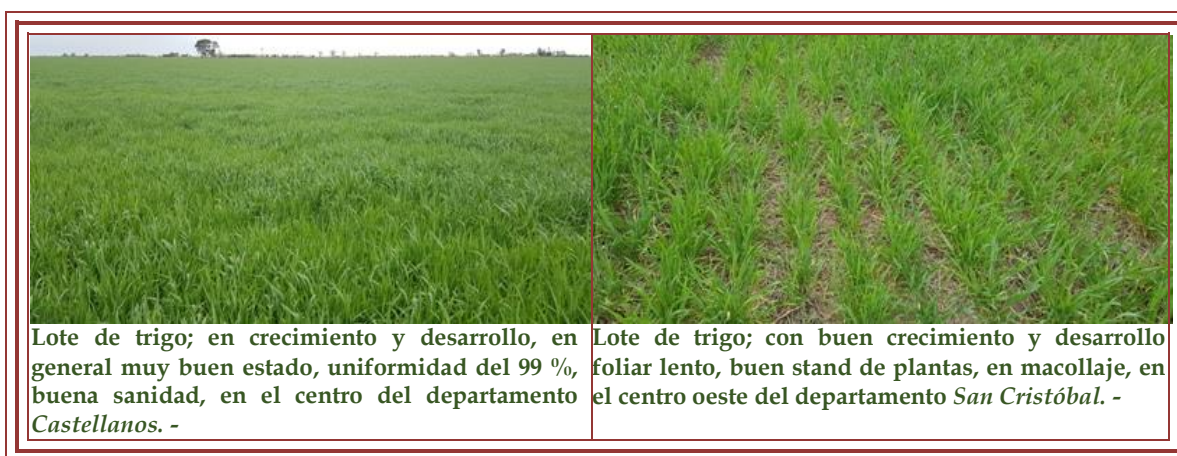 Lote de trigo; en crecimiento y desarrollo, en
general muy buen estado, uniformidad del 99 %,
buena sanidad, en el centro del departamento
Castellanos. -
Lote de trigo; con buen crecimiento y desarrollo
foliar lento, buen stand de plantas, en macollaje, en
el centro oeste del departamento San Cristóbal. -